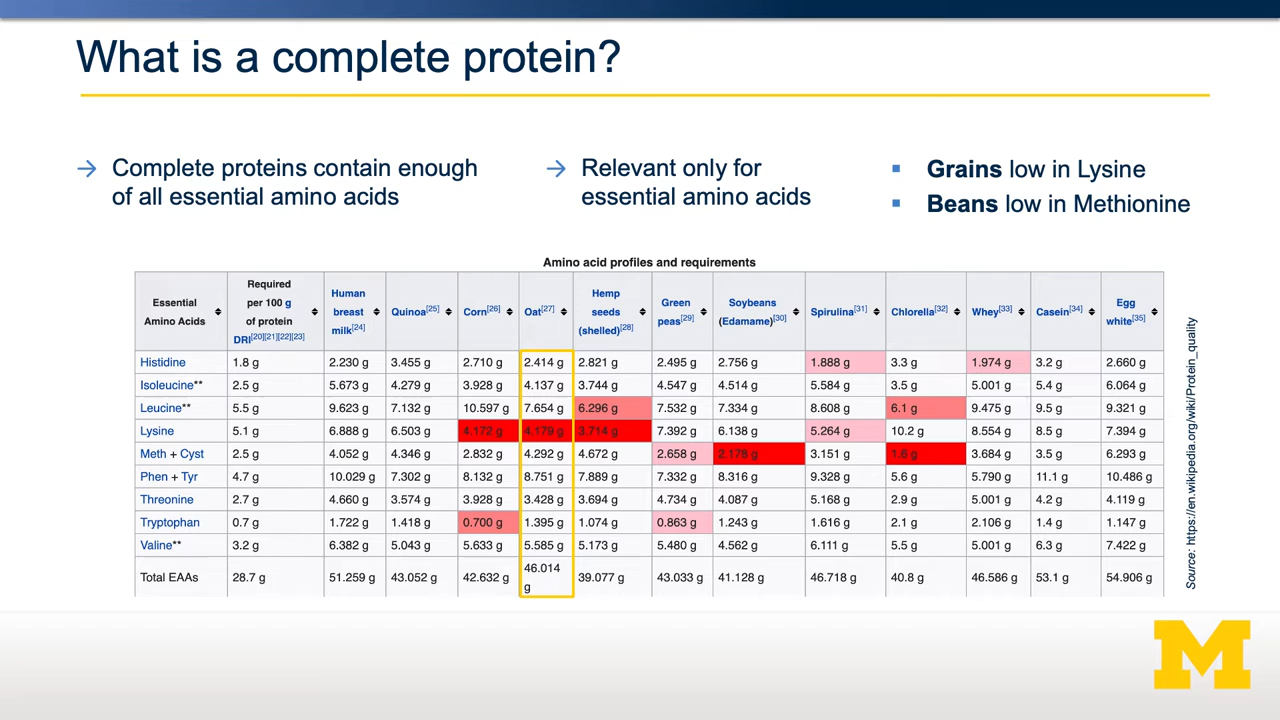 What is a complete protein?
→ Complete proteins contain enough
of all essential amino acids
→ Relevant only for
essential amino acids
▪ Grains low in Lysine
▪ Beans low in Methionine
Amino acid profiles and requirements
Essential Amino Acids | Required per 100 g of protein DRI[20][21][22][23] | Human breast milk[24] | Quinoa[25] | Corn[26] | Oat[27] | Hemp seeds (shelled)[28] | Green peas[29] | Soybeans (Edamame)[30] | Spirulina[31] | Chlorella[32] | Whey[33] | Casein[34] | Egg white[35]
Histidine | 1.8 g | 2.230 g | 3.455 g | 2.710 g | 2.414 g | 2.821 g | 2.495 g | 2.756 g | 1.888 g | 3.3 g | 1.974 g | 3.2 g | 2.660 g
Isoleucine** | 2.5 g | 5.673 g | 4.279 g | 3.928 g | 4.137 g | 3.744 g | 4.547 g | 4.514 g | 5.584 g | 3.5 g | 5.001 g | 5.4 g | 6.064 g
Leucine** | 5.5 g | 9.623 g | 7.132 g | 10.597 g | 7.654 g | 6.296 g | 7.532 g | 7.334 g | 8.608 g | 6.1 g | 9.475 g | 9.5 g | 9.321 g
Lysine | 5.1 g | 6.888 g | 6.503 g | 4.172 g | 4.179 g | 3.714 g | 7.392 g | 6.138 g | 5.264 g | 10.2 g | 8.554 g | 8.5 g | 7.394 g
Meth + Cyst | 2.5 g | 4.052 g | 4.346 g | 2.832 g | 4.292 g | 4.672 g | 2.658 g | 2.178 g | 3.151 g | 1.6 g | 3.684 g | 3.5 g | 6.293 g
Phen + Tyr | 4.7 g | 10.029 g | 7.302 g | 8.132 g | 8.751 g | 7.889 g | 7.332 g | 8.316 g | 9.328 g | 5.6 g | 5.790 g | 11.1 g | 10.486 g
Threonine | 2.7 g | 4.660 g | 3.574 g | 3.928 g | 3.428 g | 3.694 g | 4.734 g | 4.087 g | 5.168 g | 2.9 g | 5.001 g | 4.2 g | 4.119 g
Tryptophan | 0.7 g | 1.722 g | 1.418 g | 0.700 g | 1.395 g | 1.074 g | 0.863 g | 1.243 g | 1.616 g | 2.1 g | 2.106 g | 1.4 g | 1.147 g
Valine** | 3.2 g | 6.382 g | 5.043 g | 5.633 g | 5.585 g | 5.173 g | 5.480 g | 4.562 g | 6.111 g | 5.5 g | 5.001 g | 6.3 g | 7.422 g
Total EAAs | 28.7 g | 51.259 g | 43.052 g | 42.632 g | 46.014 g | 39.077 g | 43.033 g | 41.128 g | 46.718 g | 40.8 g | 46.586 g | 53.1 g | 54.906 g
Source: https://en.wikipedia.org/wiki/Protein_quality
M